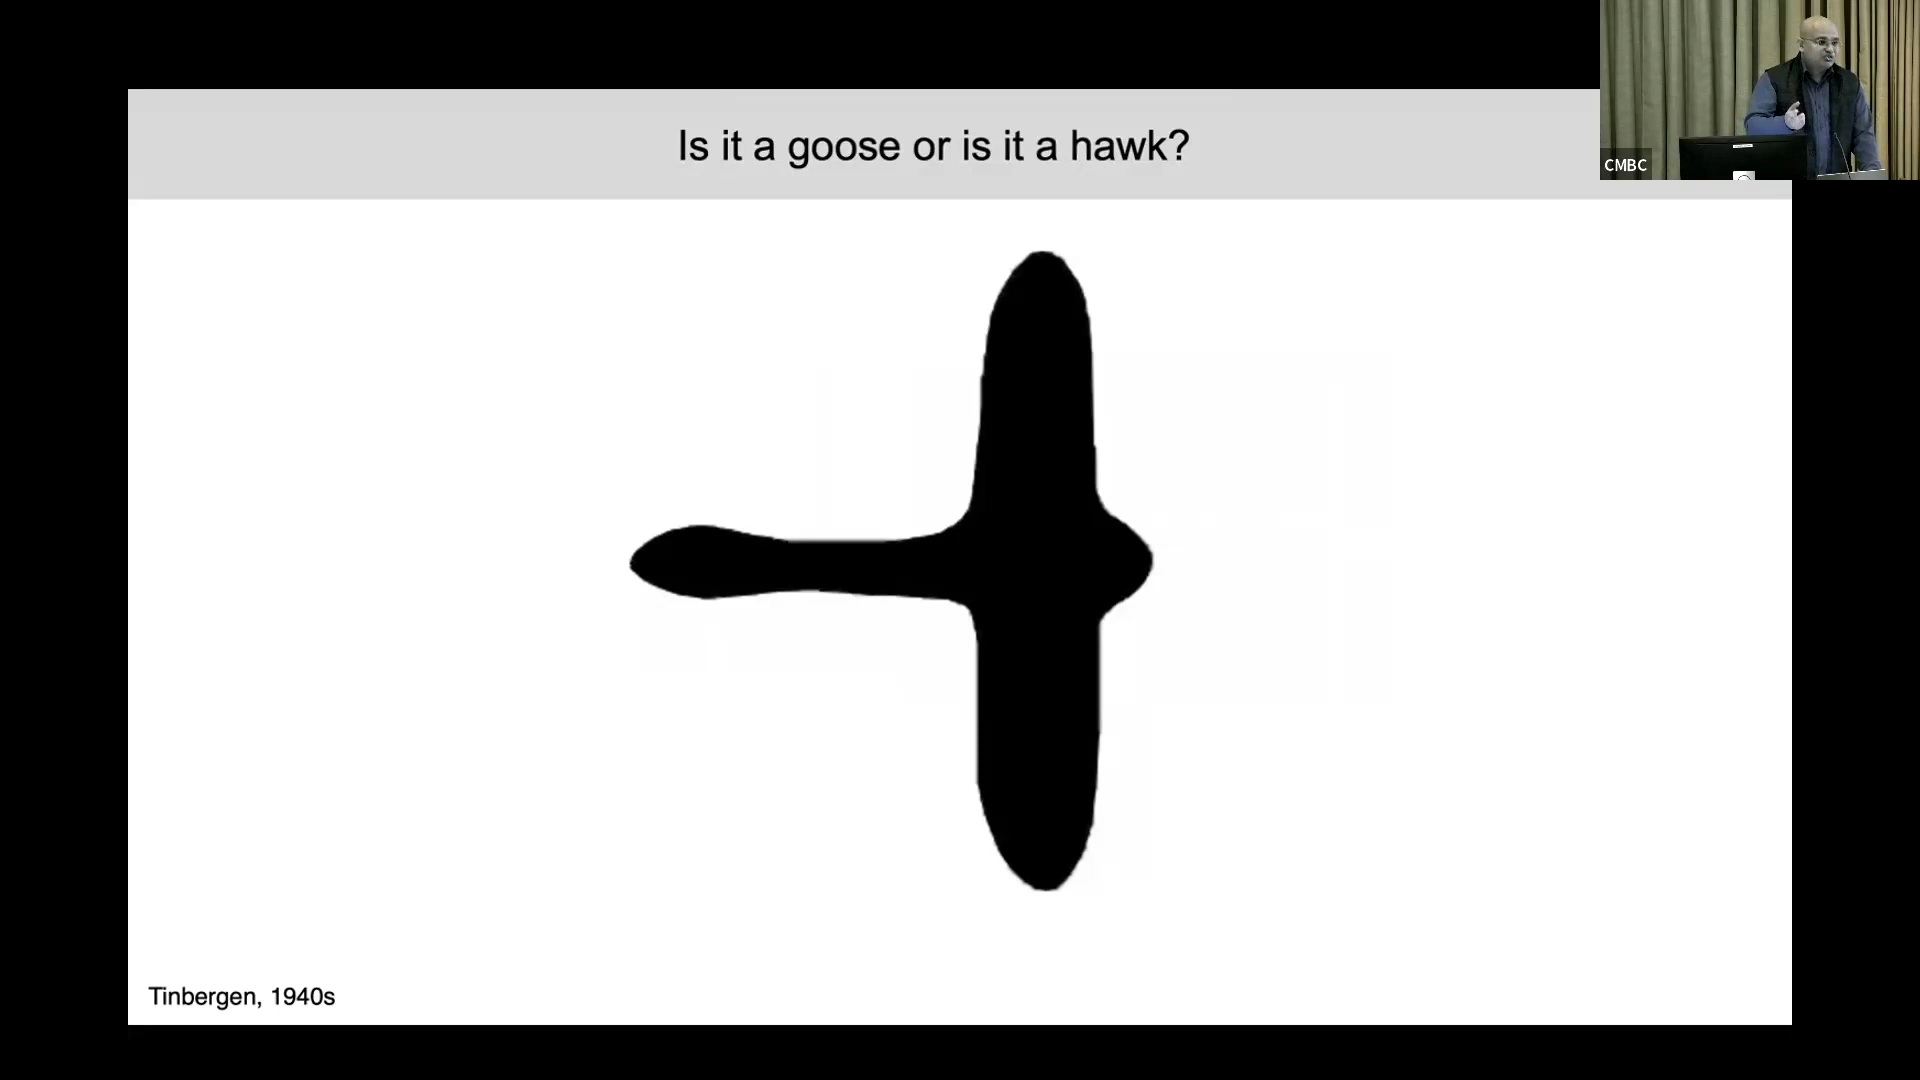 Is it a goose or is it a hawk?
CMBC
Tinbergen, 1940s